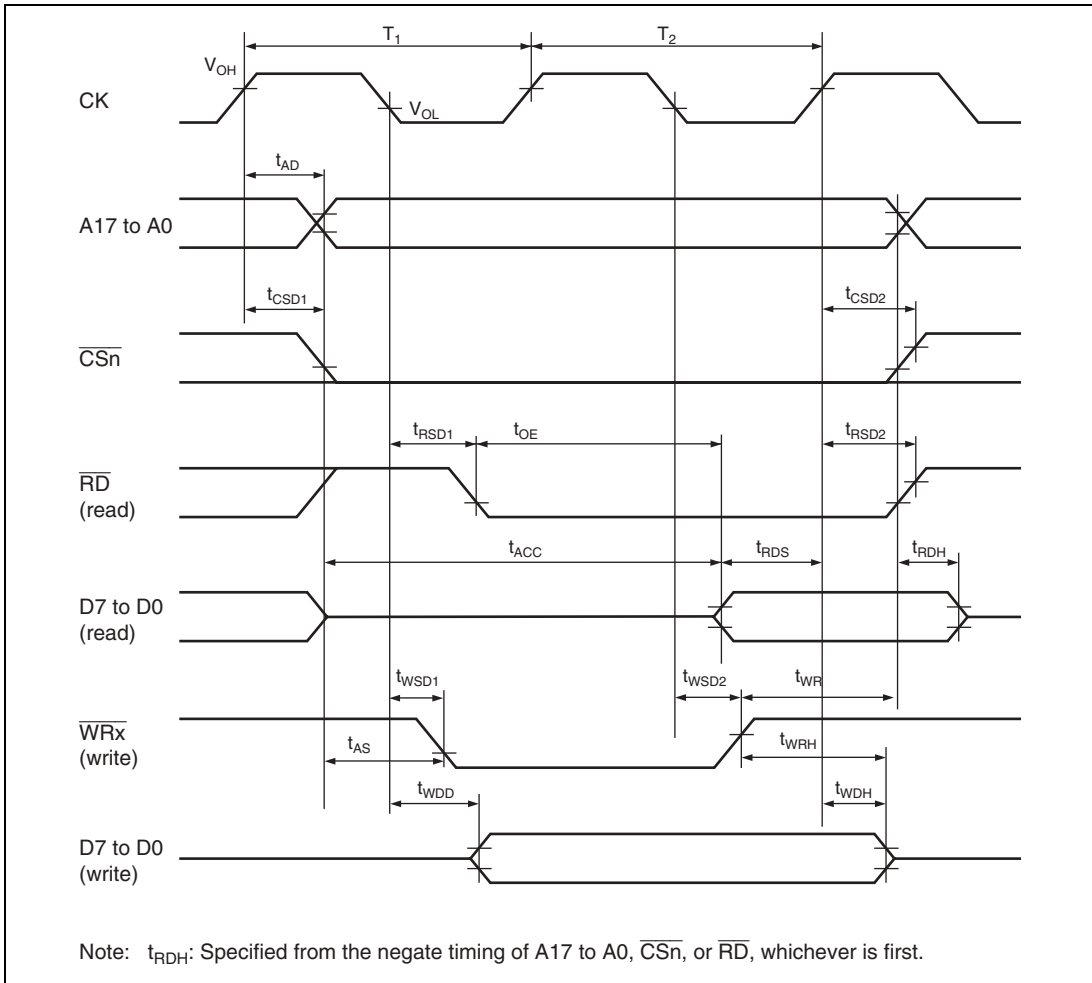 T1 T2
VOH
CK
VOL
tAD
A17 to A0
tCSD1 tCSD2
CSn
tRSD1 tOE tRSD2
RD
(read)
tACC tRDS tRDH
D7 to D0
(read)
tWSD1 tWSD2 tWR
WRx
(write)
tAS tWRH
tWDD tWDH
D7 to D0
(write)
Note: tRDH: Specified from the negate timing of A17 to A0, CSn, or RD, whichever is first.